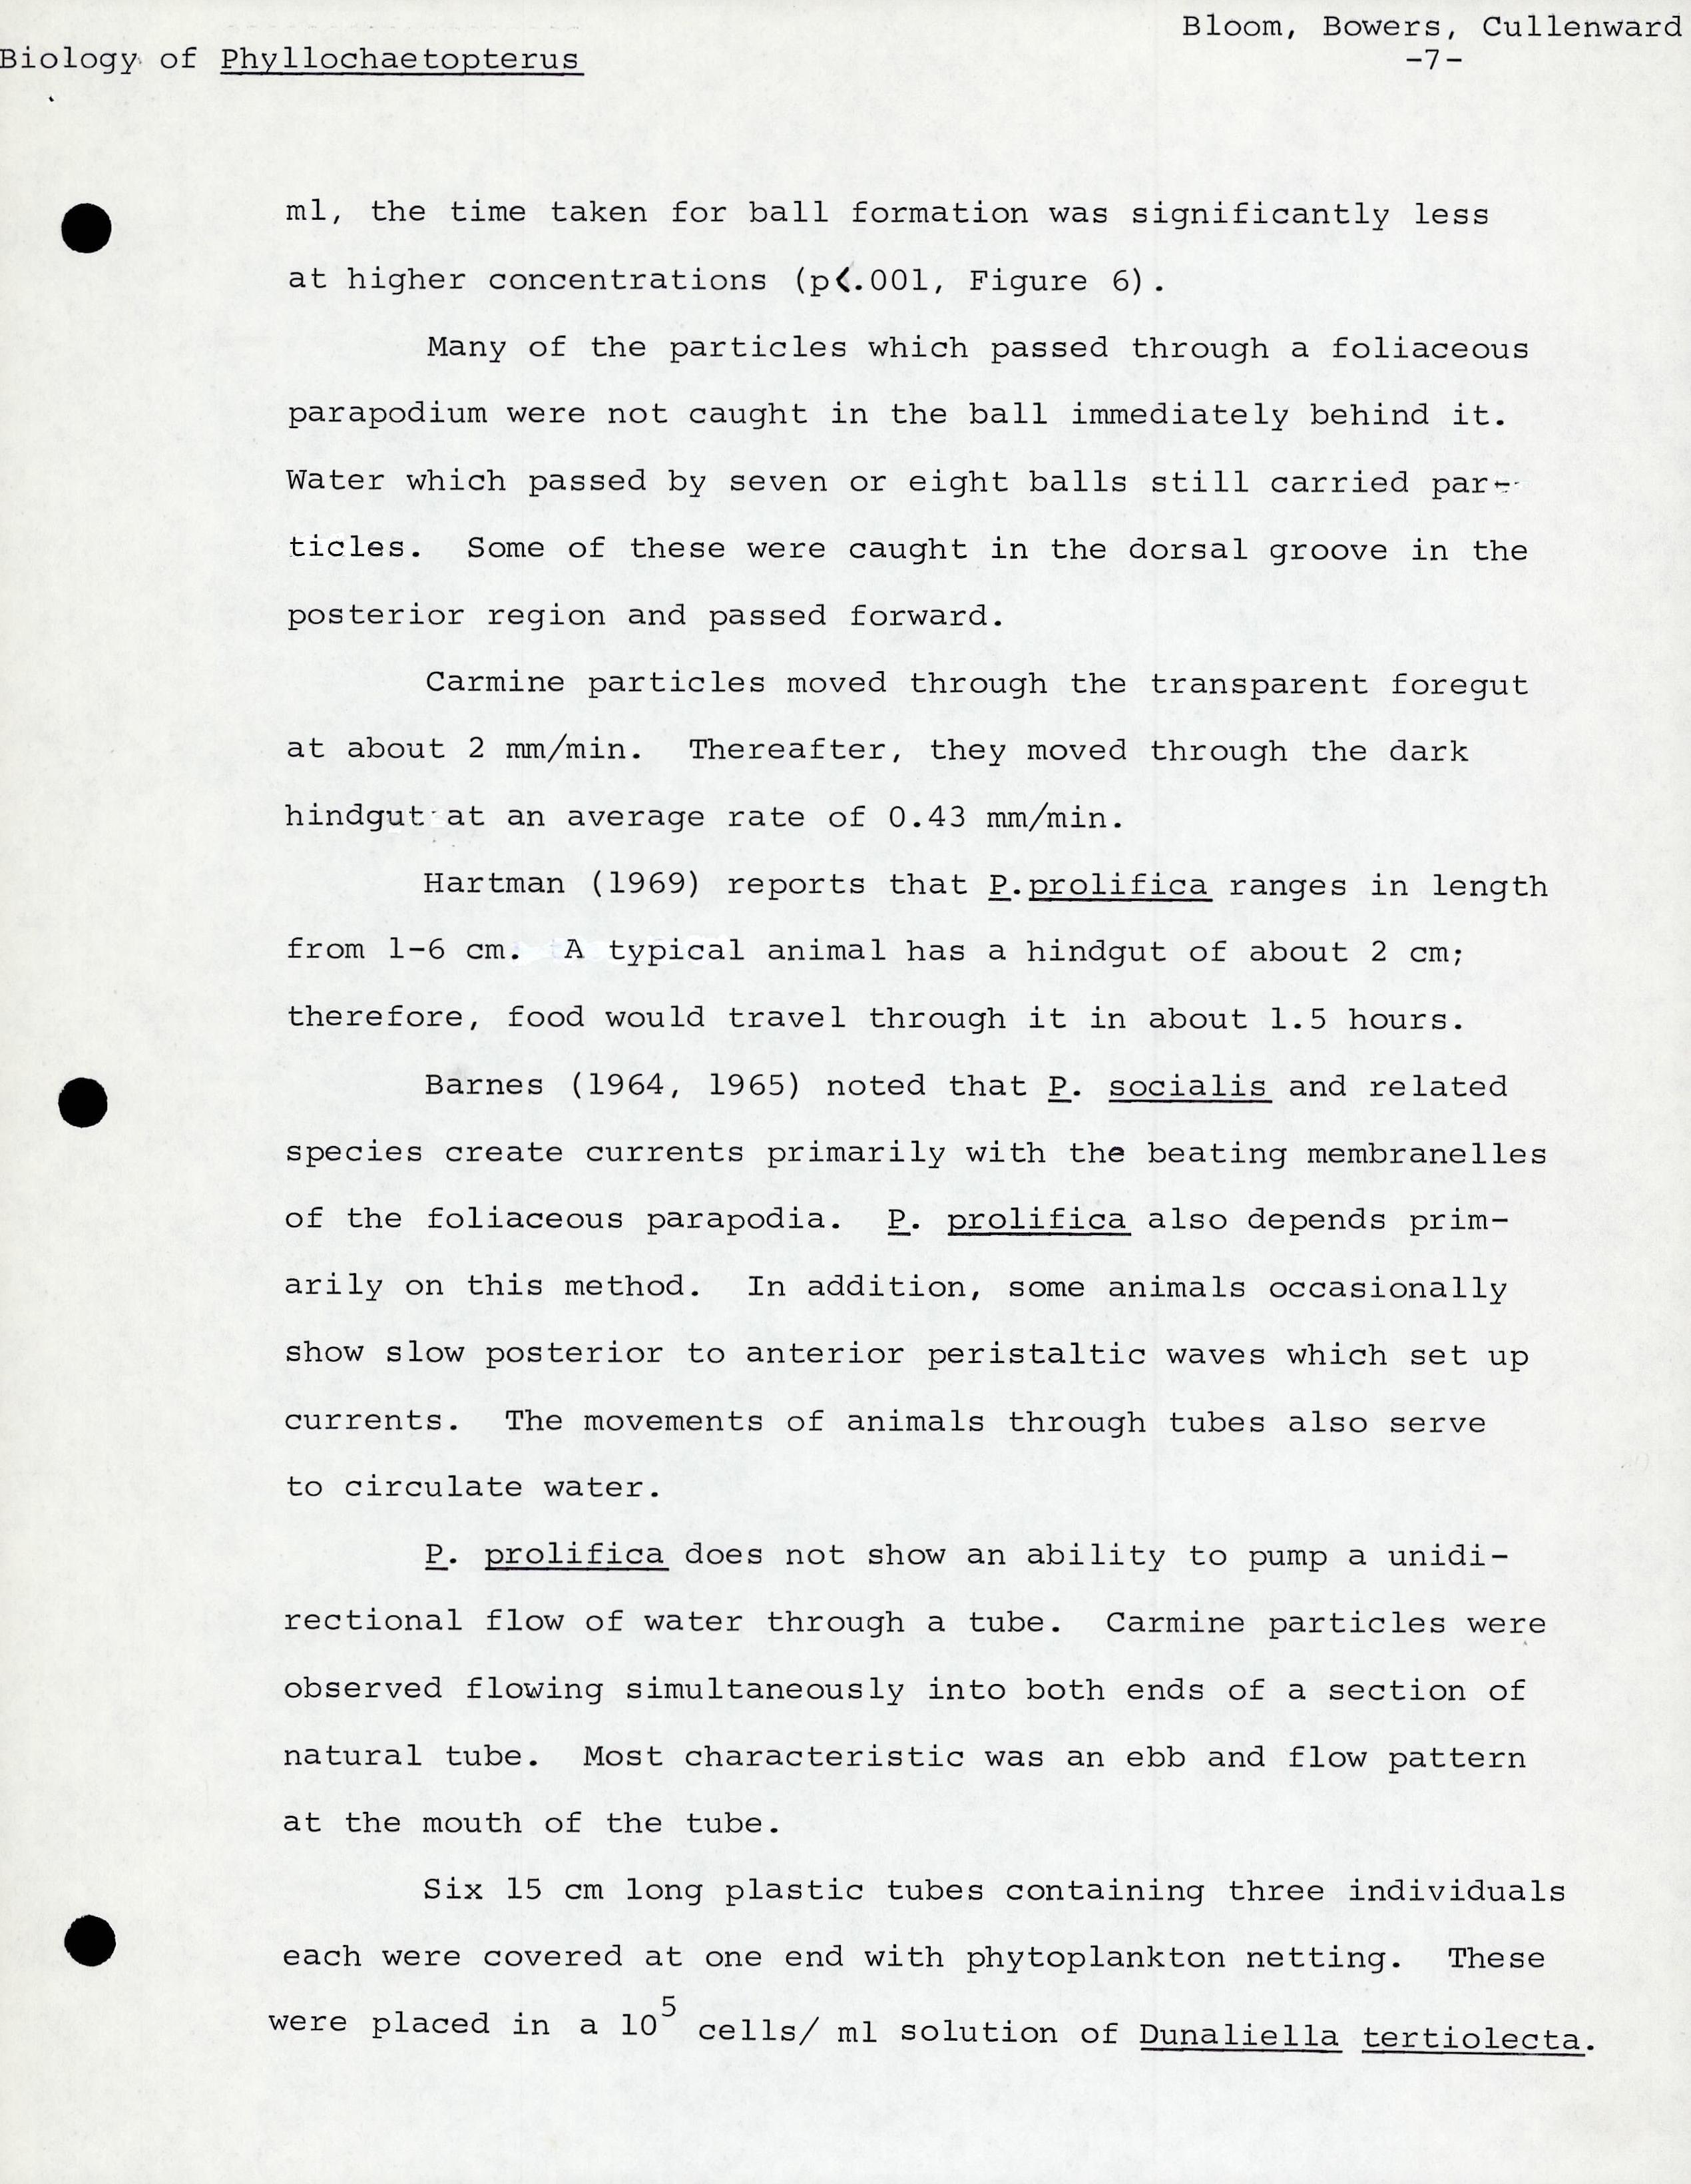 Bloom, Bowers, Cullenward
Biology of Phyllochaetopterus
-7-
ml, the time taken for ball formation was significantly less
at higher concentrations (p<.001, Figure 6).
Many of the particles which passed through a foliaceous
parapodium were not caught in the ball immediately behind it.
Water which passed by seven or eight balls still carried par-
ticles. Some of these were caught in the dorsal groove in the
posterior region and passed forward.
Carmine particles moved through the transparent foregut
at about 2 mm/min. Thereafter, they moved through the dark
hindgut at an average rate of 0.43 mm/min.
Hartman (1969) reports that P.prolifica ranges in length
from 1-6 cm. A typical animal has a hindgut of about 2 cm;
therefore, food would travel through it in about 1.5 hours.
Barnes (1964, 1965) noted that P. socialis and related
species create currents primarily with the beating membranelles
of the foliaceous parapodia. P. prolifica also depends prim-
arily on this method. In addition, some animals occasionally
show slow posterior to anterior peristaltic waves which set up
currents. The movements of animals through tubes also serve
to circulate water.
P. prolifica does not show an ability to pump a unidi-
rectional flow of water through a tube. Carmine particles were
observed flowing simultaneously into both ends of a section of
natural tube. Most characteristic was an ebb and flow pattern
at the mouth of the tube.
Six 15 cm long plastic tubes containing three individuals
each were covered at one end with phytoplankton netting. These
were placed in a 10⁵ cells/ ml solution of Dunaliella tertiolecta.